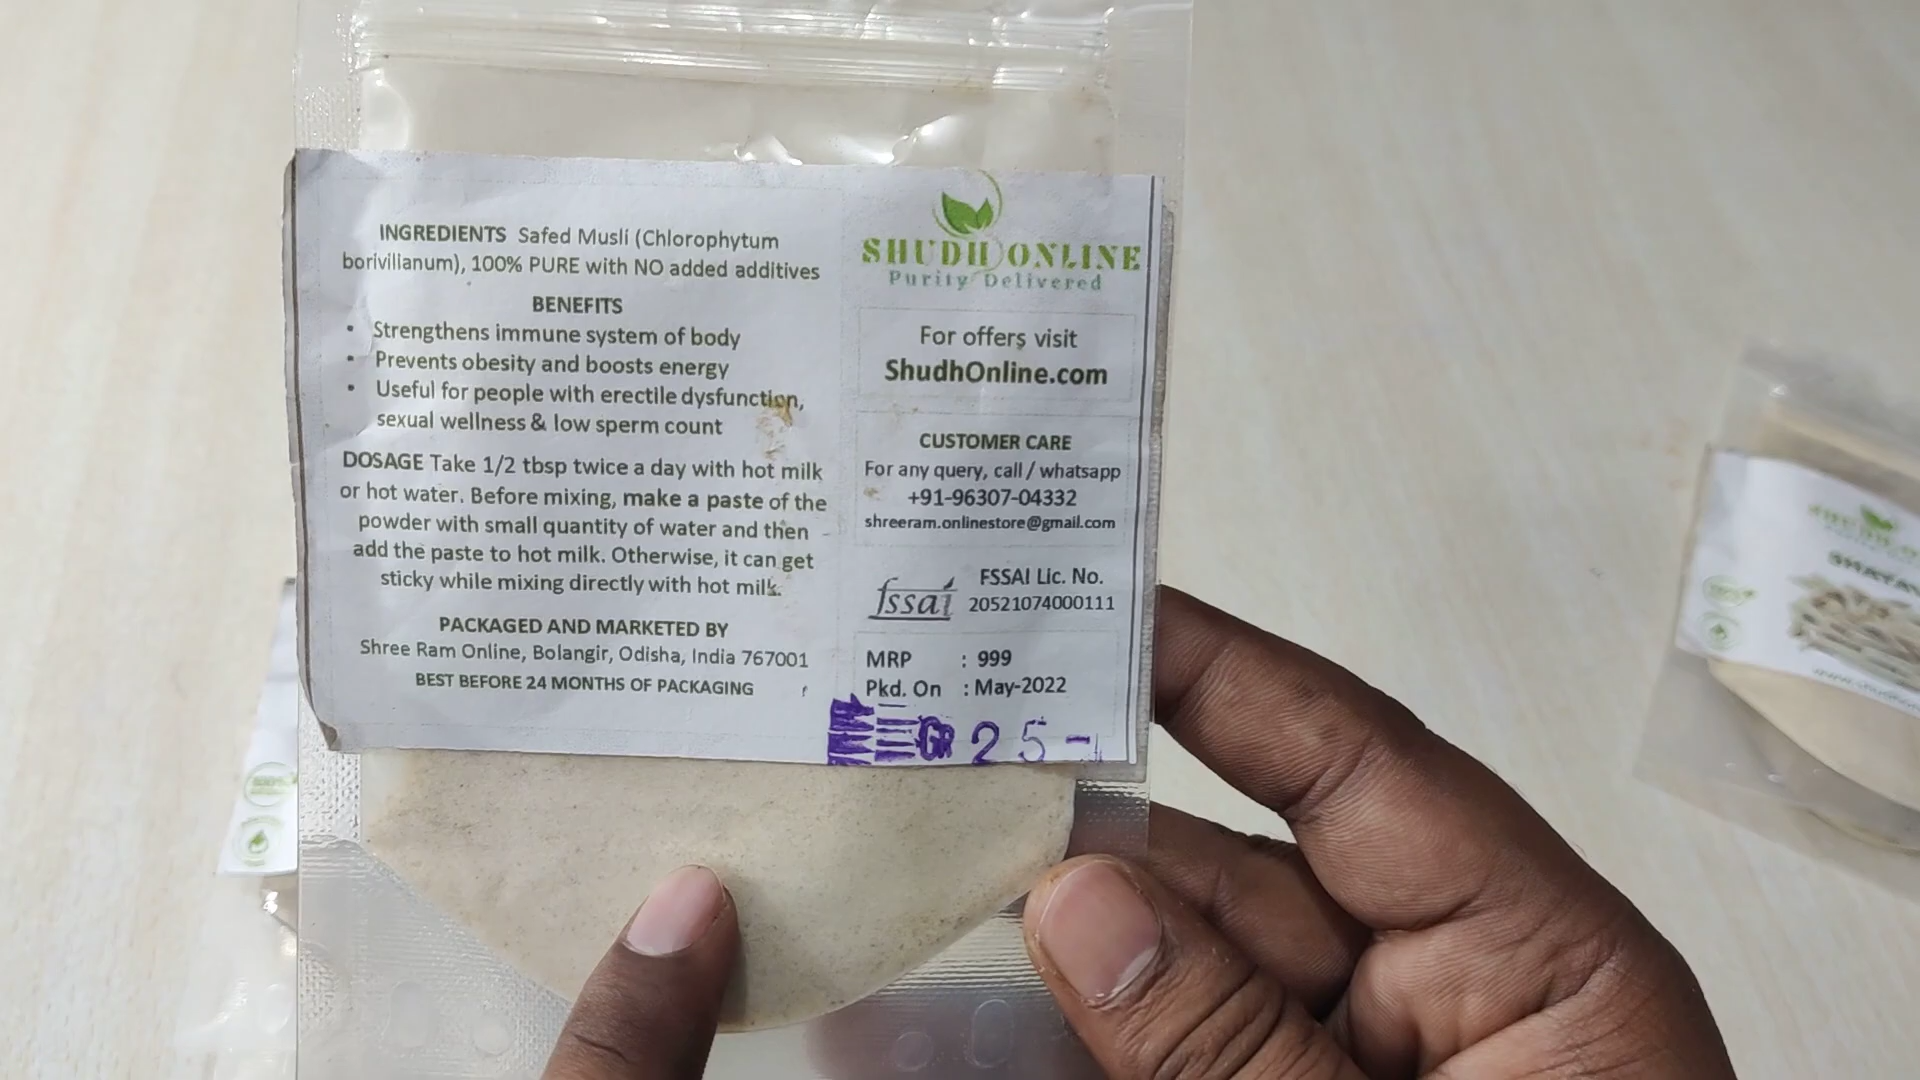 INGREDIENTS Safed Musli (Chlorophytum
borivilianum), 100% PURE with NO added additives
BENEFITS
• Strengthens immune system of body
• Prevents obesity and boosts energy
• Useful for people with erectile dysfunction,
sexual wellness & low sperm count
DOSAGE Take 1/2 tbsp twice a day with hot milk
or hot water. Before mixing, make a paste of the
powder with small quantity of water and then
add the paste to hot milk. Otherwise, it can get
sticky while mixing directly with hot milk.
PACKAGED AND MARKETED BY
Shree Ram Online, Bolangir, Odisha, India 767001
BEST BEFORE 24 MONTHS OF PACKAGING
SHUDH ONLINE
Purity Delivered
For offers visit
ShudhOnline.com
CUSTOMER CARE
For any query, call / whatsapp
+91-96307-04332
shreeram.onlinestore@gmail.com
fssai
FSSAI Lic. No.
20521074000111
MRP : 999
Pkd. On : May-2022
GR 25-